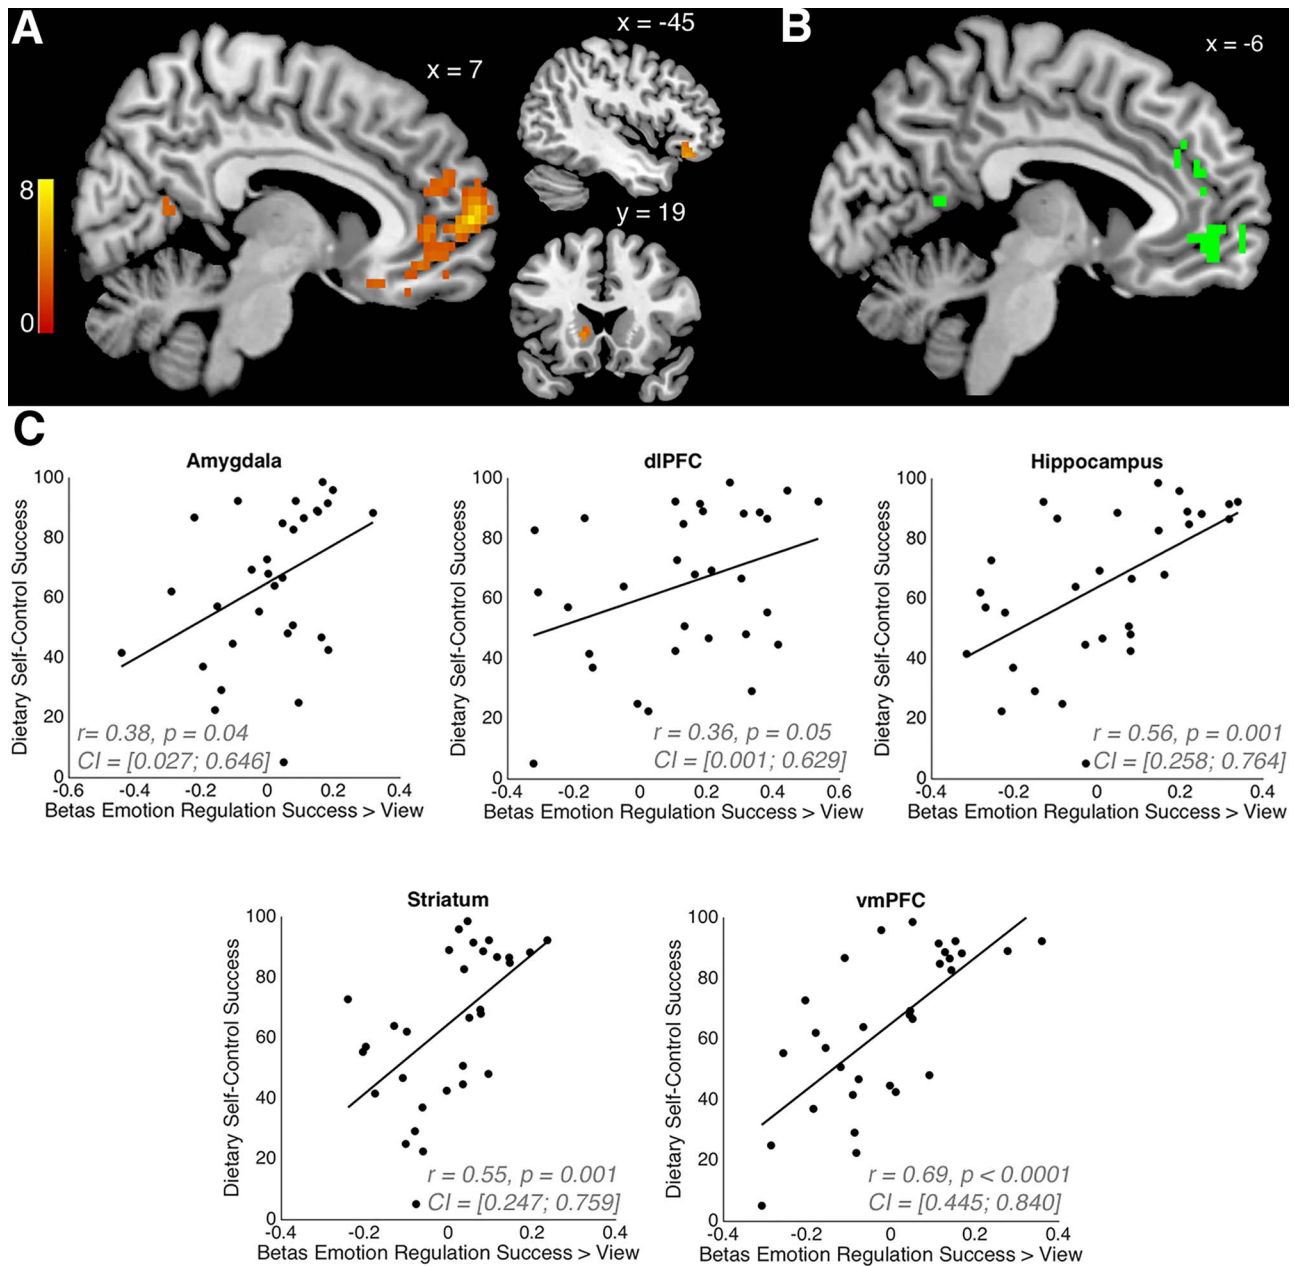 A
x = 7
x = -45
y = 19
8
0
B
x = -6
C
Amygdala
Dietary Self-Control Success
100
80
60
40
20
0
r= 0.38, p = 0.04
CI = [0.027; 0.646]
-0.6 -0.4 -0.2 0 0.2 0.4
Betas Emotion Regulation Success > View
dlPFC
Dietary Self-Control Success
100
80
60
40
20
0
r = 0.36, p = 0.05
CI = [0.001; 0.629]
-0.4 -0.2 0 0.2 0.4 0.6
Betas Emotion Regulation Success > View
Hippocampus
Dietary Self-Control Success
100
80
60
40
20
0
r = 0.56, p = 0.001
CI = [0.258; 0.764]
-0.4 -0.2 0 0.2 0.4
Betas Emotion Regulation Success > View
Striatum
Dietary Self-Control Success
100
80
60
40
20
0
r = 0.55, p = 0.001
CI = [0.247; 0.759]
-0.4 -0.2 0 0.2 0.4
Betas Emotion Regulation Success > View
vmPFC
Dietary Self-Control Success
100
80
60
40
20
0
r = 0.69, p < 0.0001
CI = [0.445; 0.840]
-0.4 -0.2 0 0.2 0.4
Betas Emotion Regulation Success > View